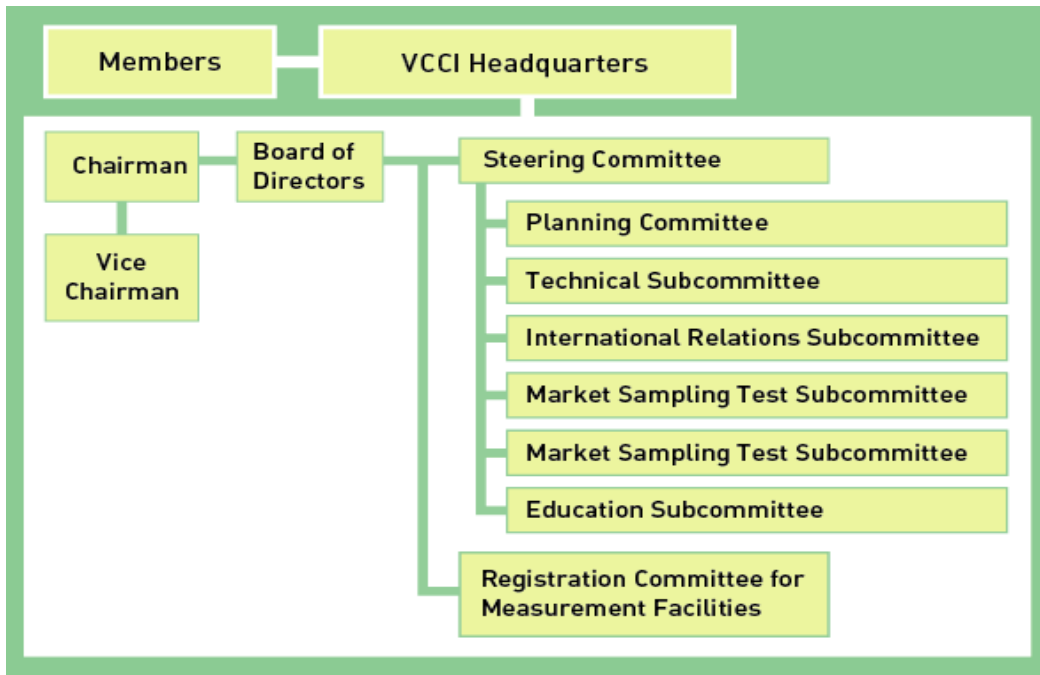 Members
VCCI Headquarters
Chairman
Board of
Directors
Steering Committee
Vice
Chairman
Planning Committee
Technical Subcommittee
International Relations Subcommittee
Market Sampling Test Subcommittee
Market Sampling Test Subcommittee
Education Subcommittee
Registration Committee for
Measurement Facilities